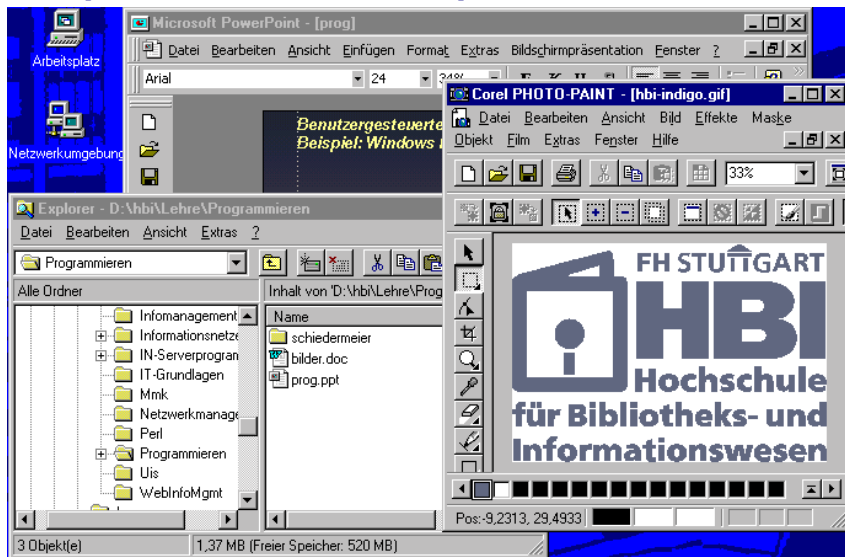 Arbeitsplatz
Netzwerkumgebung
Microsoft PowerPoint - [prog]
Datei Bearbeiten Ansicht Einfügen Format Extras Bildschirmpräsentation Fenster ?
Arial 24 34%
Benutzergesteuerte
Beispiel: Windows
Explorer - D:\hbi\Lehre\Programmieren
Datei Bearbeiten Ansicht Extras ?
Programmieren
Alle Ordner
Infomanagement
Informationsnetze
IN-Serverprogram
IT-Grundlagen
Mmk
Netzwerkmanage
Perl
Programmieren
Uis
WebInfoMgmt
Inhalt von 'D:\hbi\Lehre\Prog
Name
schiedermeier
bilder.doc
prog.ppt
3 Objekt(e)
1,37 MB (Freier Speicher: 520 MB)
Corel PHOTO-PAINT - [hbi-indigo.gif]
Datei Bearbeiten Ansicht Bild Effekte Maske
Objekt Film Extras Fenster Hilfe
33%
FH STUTTGART
HBI
Hochschule
für Bibliotheks- und
Informationswesen
Pos:-9,2313, 29,4933